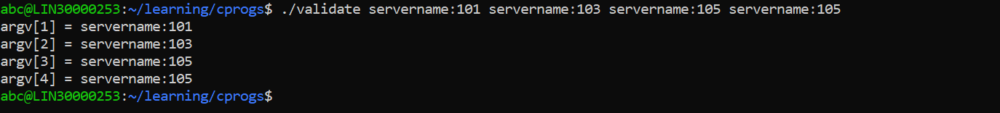 abc@LIN30000253:~/learning/cprogs$ ./validate servername:101 servername:103 servername:105 servername:105
argv[1] = servername:101
argv[2] = servername:103
argv[3] = servername:105
argv[4] = servername:105
abc@LIN30000253:~/learning/cprogs$